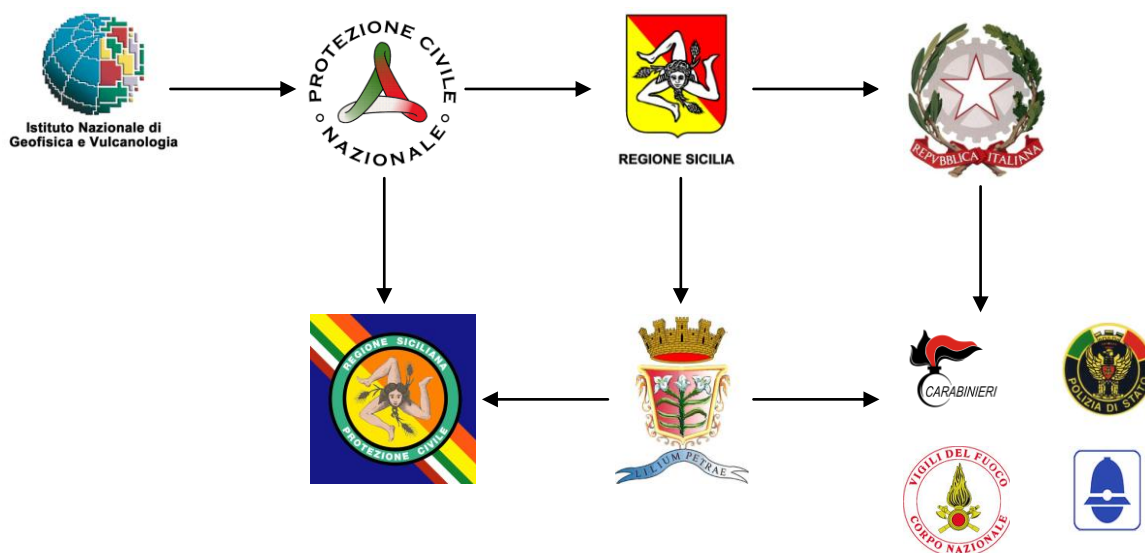 Istituto Nazionale di
Geofisica e Vulcanologia
PROTEZIONE CIVILE
NAZIONALE
REGIONE SICILIA
REPVBBLICA ITALIANA
REGIONE SICILIANA
PROTEZIONE CIVILE
LILIUM PETRAE
CARABINIERI
POLIZIA DI STATO
VIGILI DEL FUOCO
CORPO NAZIONALE